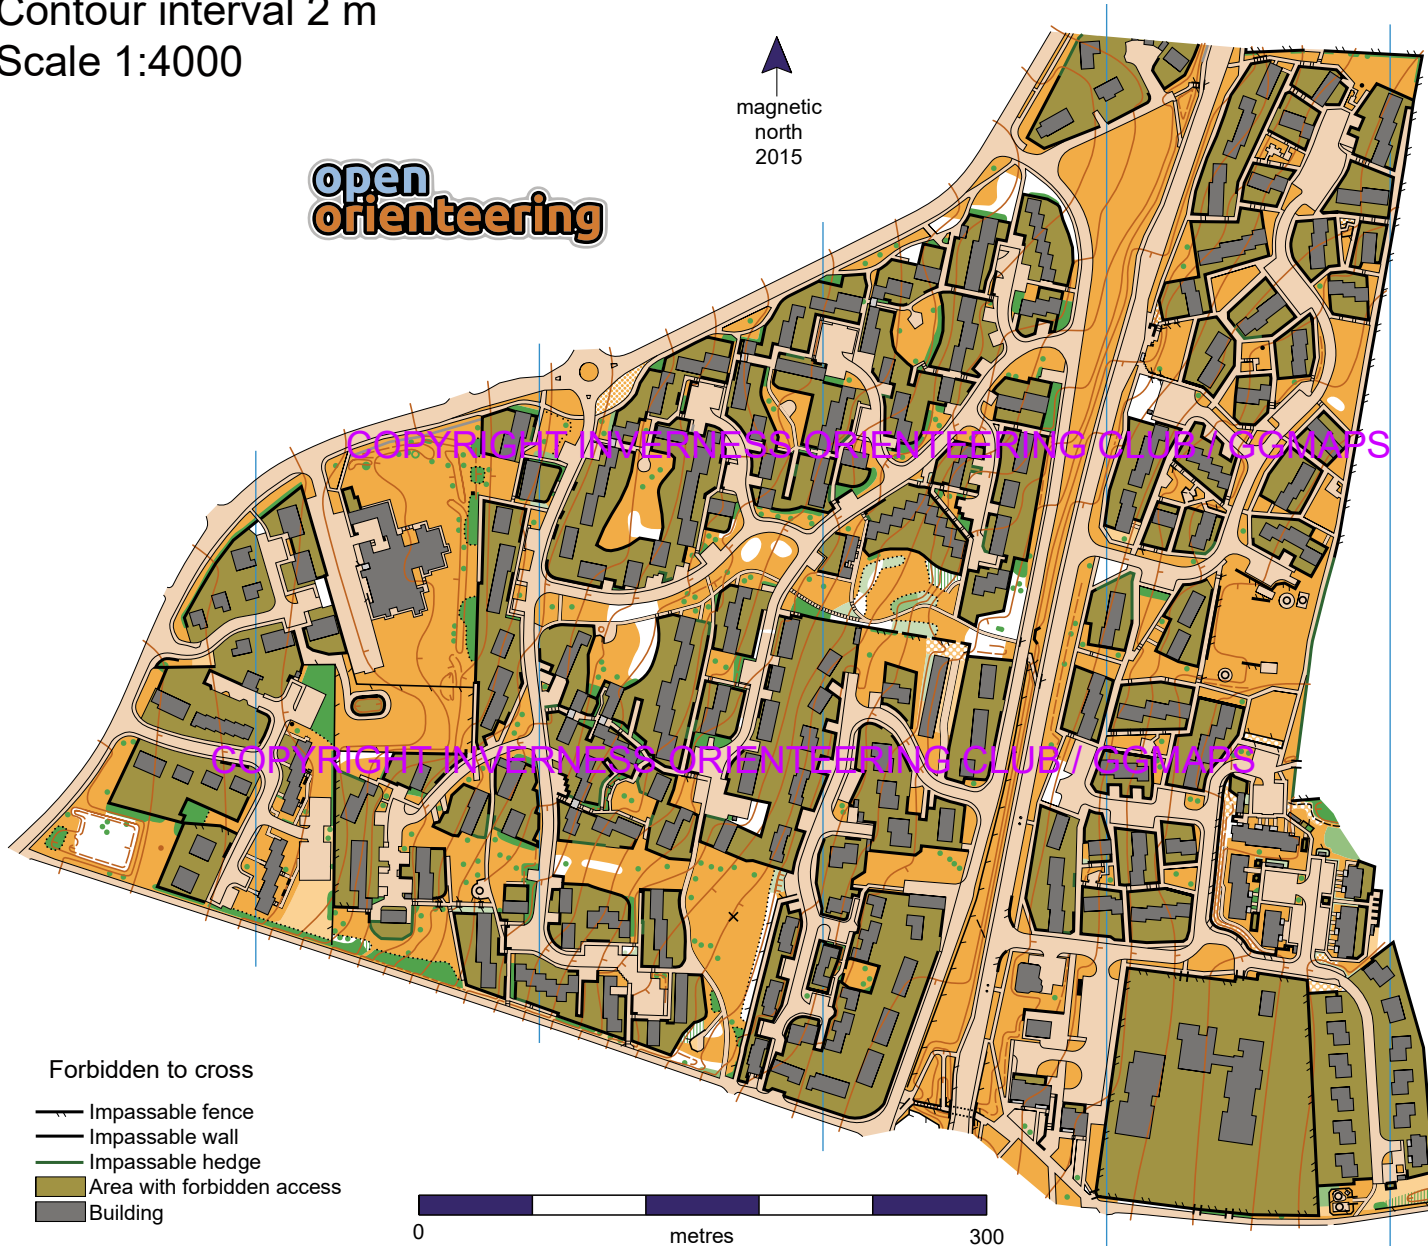 Contour interval 2 m
Scale 1:4000
magnetic
north
2015
open
orienteering
COPYRIGHT INVERNESS ORIENTEERING CLUB / GGMAPS
COPYRIGHT INVERNESS ORIENTEERING CLUB / GGMAPS
Forbidden to cross
Impassable fence
Impassable wall
Impassable hedge
Area with forbidden access
Building
0 metres 300